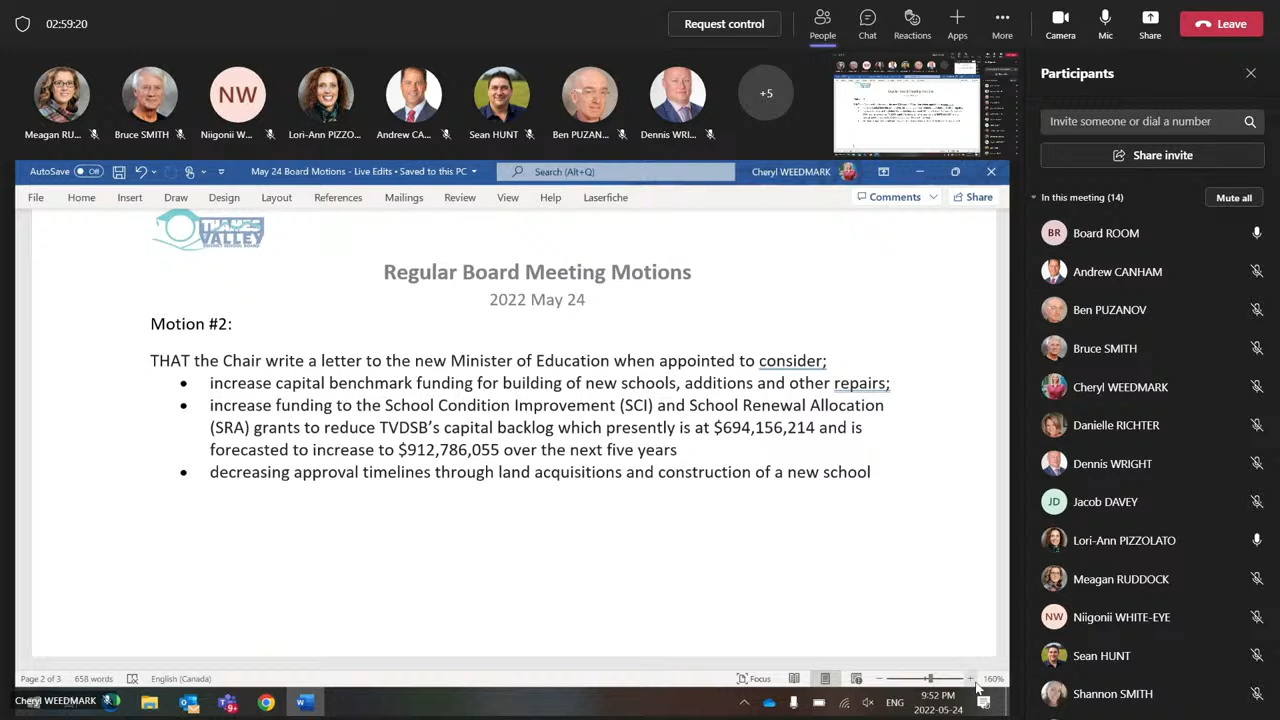 02:59:20
Request control
People
Chat
Reactions
Apps
More
Camera
Mic
Share
Leave
W
+5
Meagan RU...
SMITH
W...
Andrew CA...
Sean HUNT
Ben PUZAN...
Dennis WRI...
Invite someone or dial a number
Share invite
In this meeting (14)
Mute all
BR Board ROOM
Andrew CANHAM
Ben PUZANOV
Bruce SMITH
Cheryl WEEDMARK
Danielle RICHTER
Dennis WRIGHT
JD Jacob DAVEY
Lori-Ann PIZZOLATO
Meagan RUDDOCK
NW Niigonii WHITE-EYE
Sean HUNT
Shannon SMITH
AutoSave Off
May 24 Board Motions - Live Edits • Saved to this PC
Search (Alt+Q)
Cheryl WEEDMARK
File Home Insert Draw Design Layout References Mailings Review View Help Laserfiche
Comments
Share
VALLEY
DISTRICT SCHOOL BOARD
Regular Board Meeting Motions
2022 May 24
Motion #2:
THAT the Chair write a letter to the new Minister of Education when appointed to consider;
• increase capital benchmark funding for building of new schools, additions and other repairs;
• increase funding to the School Condition Improvement (SCI) and School Renewal Allocation
(SRA) grants to reduce TVDSB’s capital backlog which presently is at $694,156,214 and is
forecasted to increase to $912,786,055 over the next five years
• decreasing approval timelines through land acquisitions and construction of a new school
Page 2 of 3
658 words
English (Canada)
Focus
160%
Cheryl WEEDMARK
ENG
9:52 PM
2022-05-24